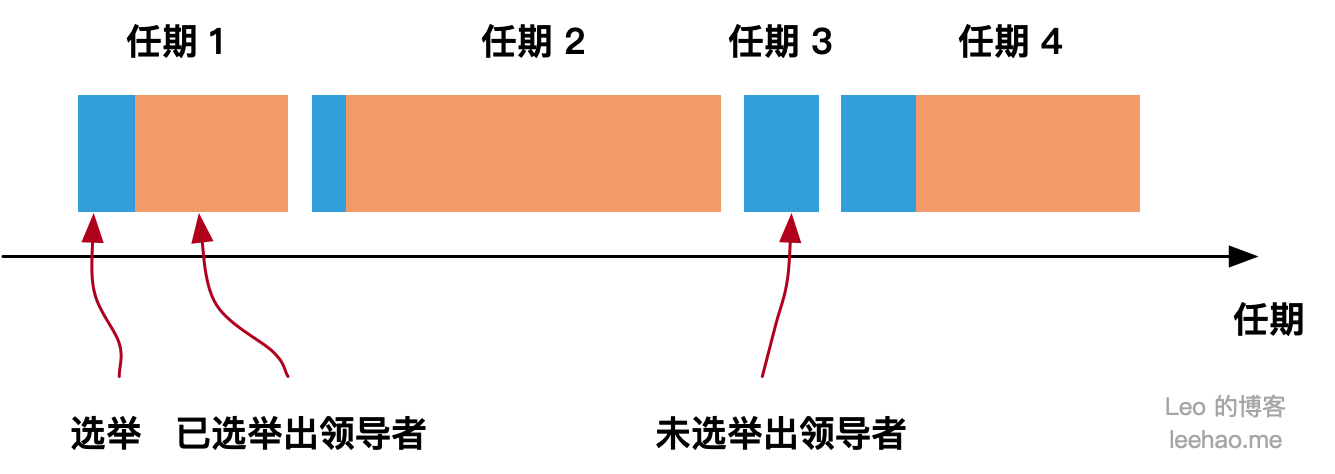 任期 1
任期 2
任期 3
任期 4
任期
选举
已选举出领导者
未选举出领导者
Leo 的博客
leehao.me